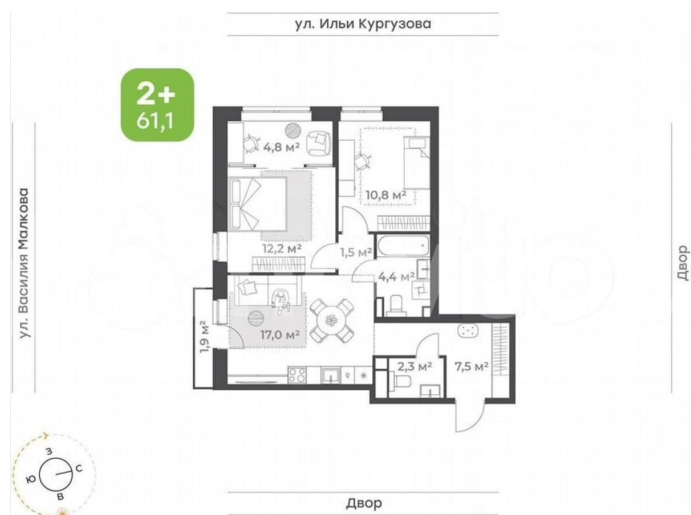 ул. Ильи Кургузова
2+
61,1
4,8 м²
10,8 м²
12,2 м²
1,5 м²
4,4 м²
17,0 м²
1,9 м²
2,3 м²
7,5 м²
ул. Василия Малкова
Двор
З
С
Ю
В
Двор